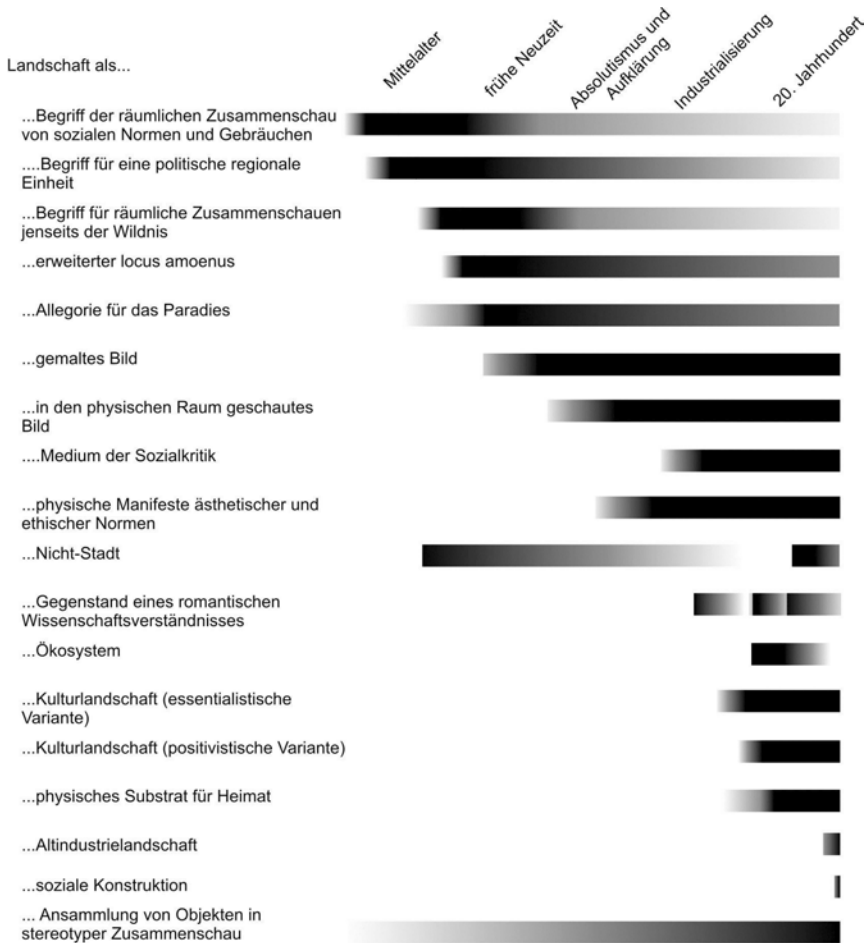 Landschaft als...
Mittelalter
frühe Neuzeit
Absolutismus und
Aufklärung
Industrialisierung
20. Jahrhundert
...Begriff der räumlichen Zusammenschau
von sozialen Normen und Gebräuchen
....Begriff für eine politische regionale
Einheit
...Begriff für räumliche Zusammenschauen
jenseits der Wildnis
...erweiterter locus amoenus
...Allegorie für das Paradies
...gemaltes Bild
...in den physischen Raum geschautes
Bild
....Medium der Sozialkritik
...physische Manifeste ästhetischer und
ethischer Normen
...Nicht-Stadt
...Gegenstand eines romantischen
Wissenschaftsverständnisses
...Ökosystem
...Kulturlandschaft (essentialistische
Variante)
...Kulturlandschaft (positivistische Variante)
...physisches Substrat für Heimat
...Altindustrielandschaft
...soziale Konstruktion
... Ansammlung von Objekten in
stereotyper Zusammenschau